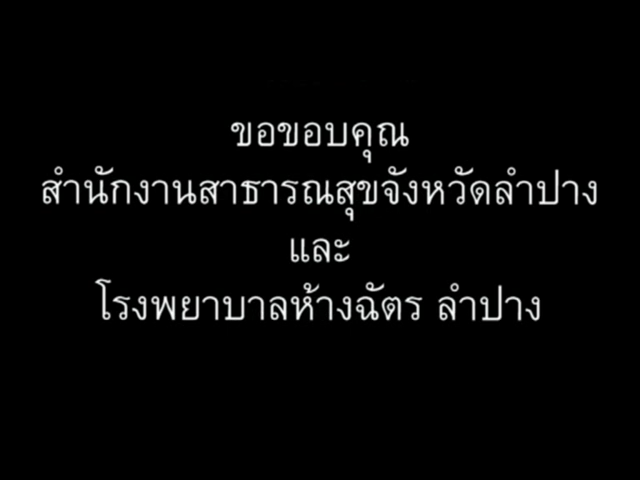 ขอขอบคุณ
สำนักงานสาธารณสุขจังหวัดลำปาง
และ
โรงพยาบาลห้างฉัตร ลำปาง